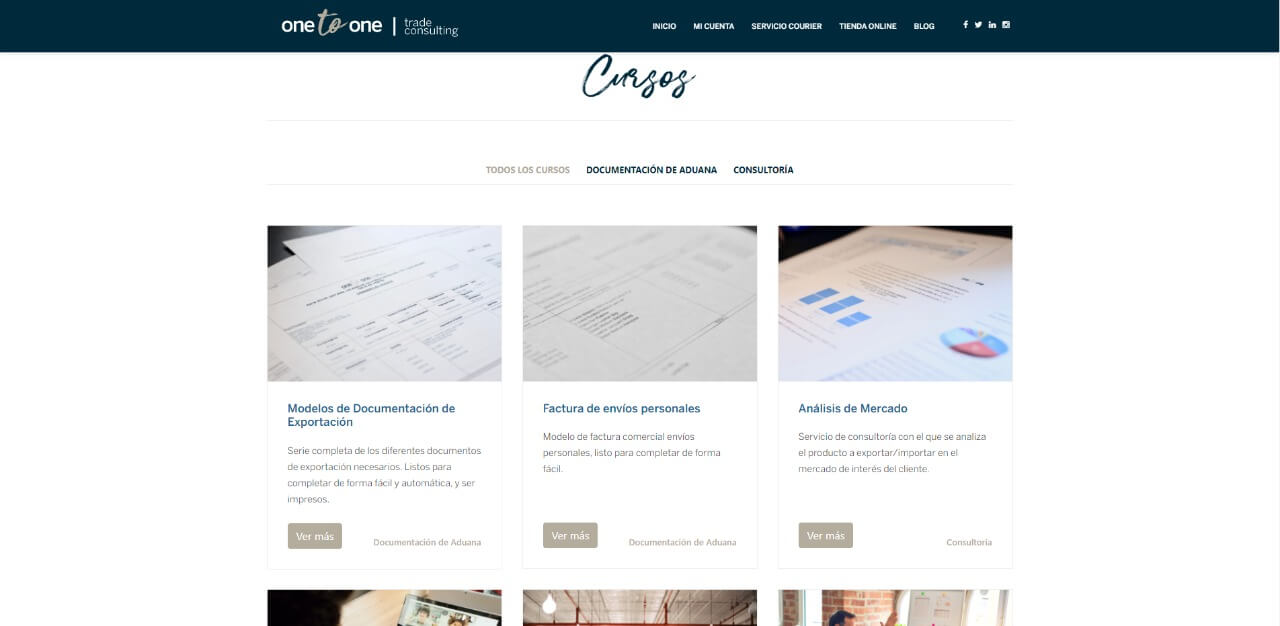 one to one | trade consulting
INICIO MI CUENTA SERVICIO COURIER TIENDA ONLINE BLOG
Cursos
TODOS LOS CURSOS DOCUMENTACIÓN DE ADUANA CONSULTORÍA
Modelos de Documentación de
Exportación
Serie completa de los diferentes documentos
de exportación necesarios. Listos para
completar de forma fácil y automática, y ser
impresos.
Ver más
Documentación de Aduana
Factura de envíos personales
Modelo de factura comercial envíos
personales, listo para completar de forma
fácil.
Ver más
Documentación de Aduana
Análisis de Mercado
Servicio de consultoría con el que se analiza
el producto a exportar/importar en el
mercado de interés del cliente.
Ver más
Consultoría